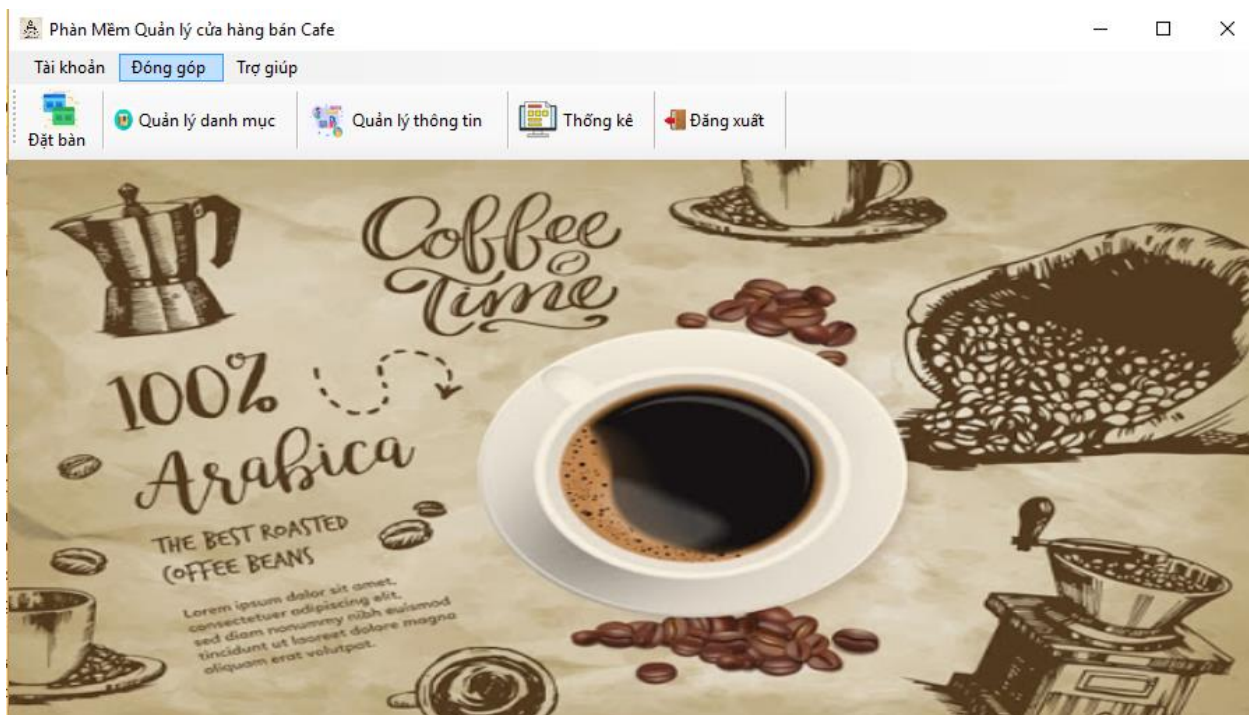 Phàn Mềm Quản lý cửa hàng bán Cafe
Tài khoản Đóng góp Trợ giúp
Đặt bàn Quản lý danh mục Quản lý thông tin Thống kê Đăng xuất
Coffee
Time
100%
Arabica
THE BEST ROASTED
COFFEE BEANS
Lorem ipsum dolor sit amet,
consectetuer adipiscing elit,
sed diam nonummy nibh euismod
tincidunt ut laoreet dolore magna
aliquam erat volutpat.